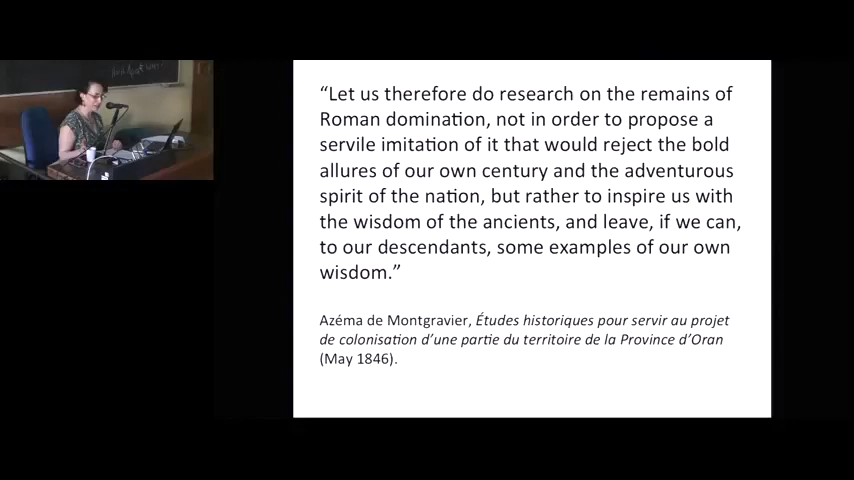 “Let us therefore do research on the remains of
Roman domination, not in order to propose a
servile imitation of it that would reject the bold
allures of our own century and the adventurous
spirit of the nation, but rather to inspire us with
the wisdom of the ancients, and leave, if we can,
to our descendants, some examples of our own
wisdom.”
Azéma de Montgravier, Études historiques pour servir au projet
de colonisation d’une partie du territoire de la Province d’Oran
(May 1846).